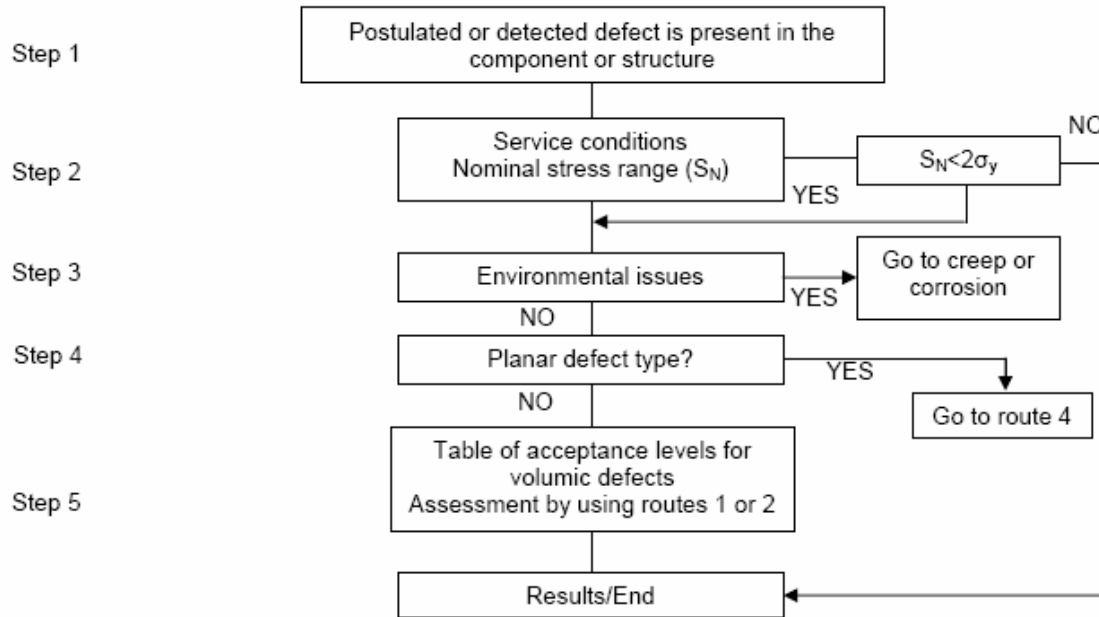 Step 1
Postulated or detected defect is present in the
component or structure
NO
Step 2
Service conditions
Nominal stress range (S_N)
S_N<2σ_y
YES
Step 3
Environmental issues
YES
Go to creep or
corrosion
NO
Step 4
Planar defect type?
YES
NO
Go to route 4
Step 5
Table of acceptance levels for
volumic defects
Assessment by using routes 1 or 2
Results/End